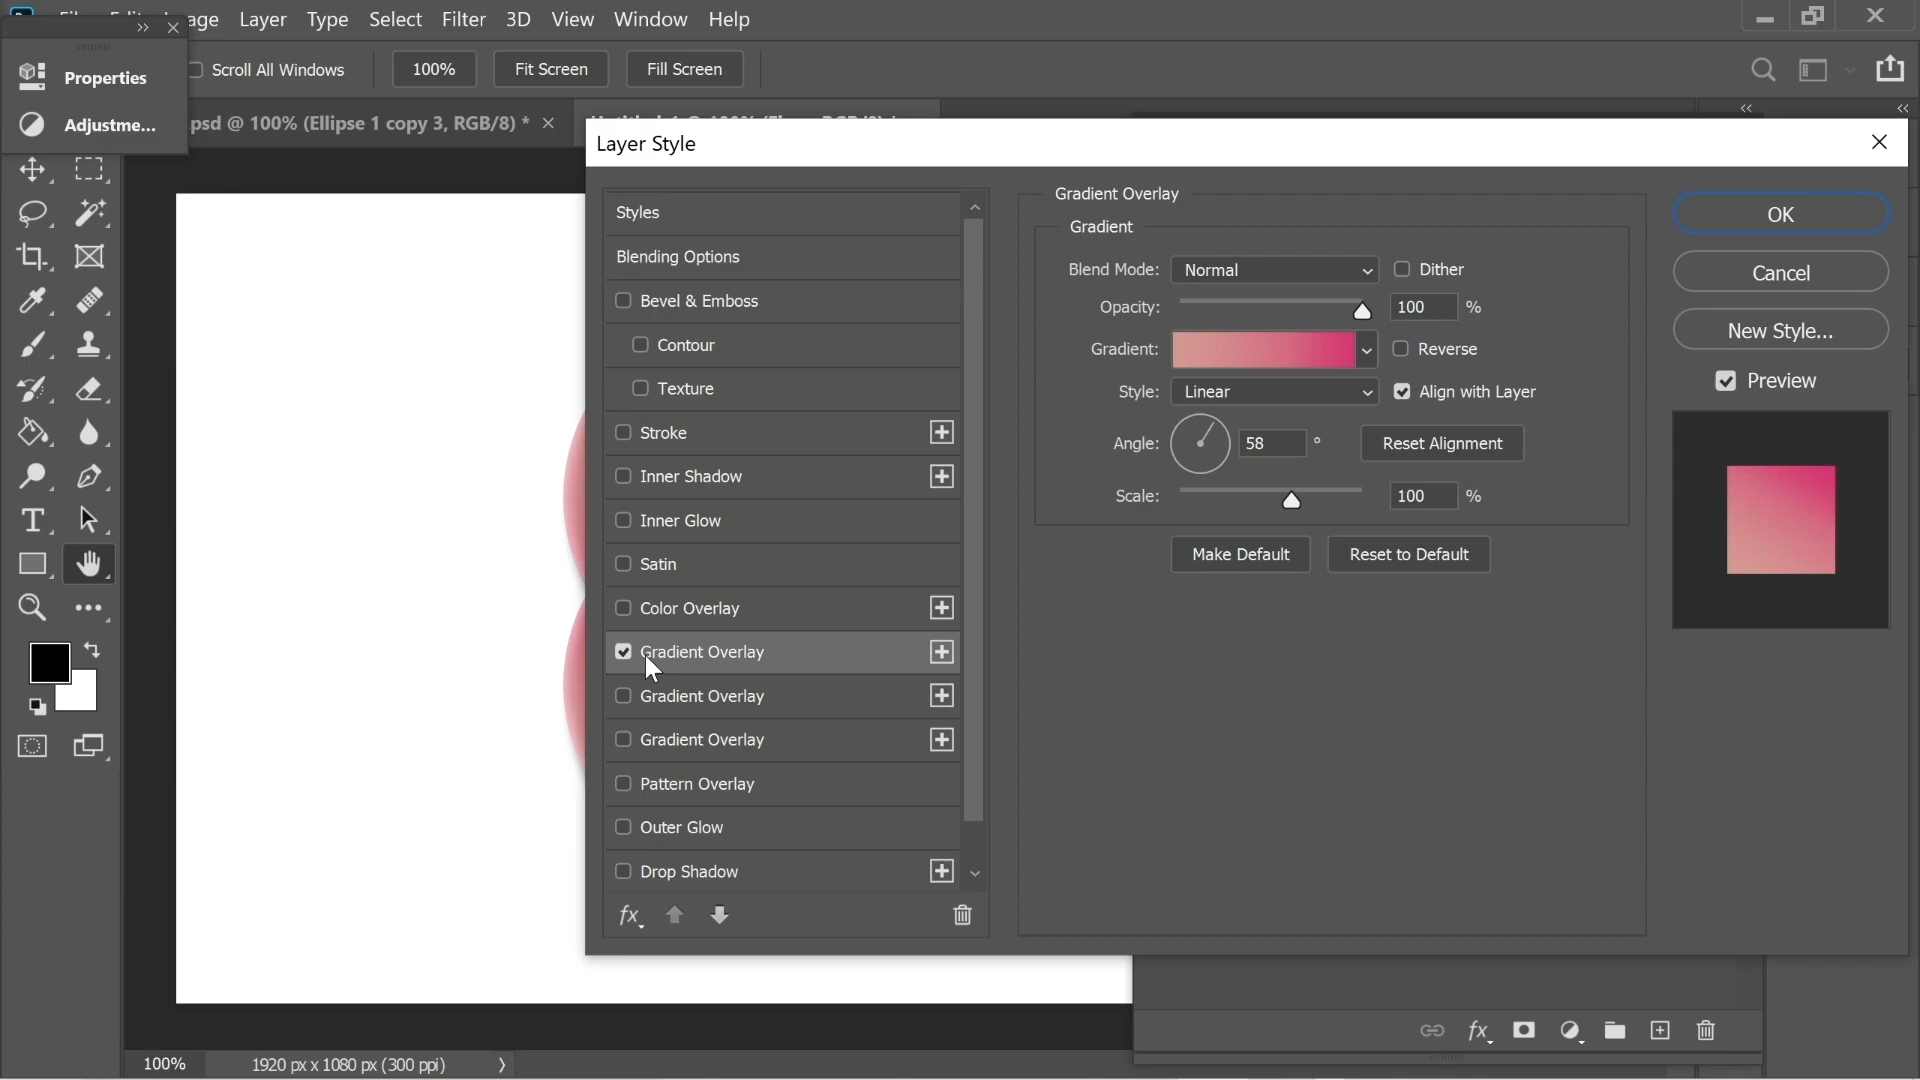 Layer Type Select Filter 3D View Window Help
Properties
Adjustme...
Scroll All Windows
100%
Fit Screen
Fill Screen
psd @ 100% (Ellipse 1 copy 3, RGB/8) *
Layer Style
Styles
Blending Options
Bevel & Emboss
Contour
Texture
Stroke
Inner Shadow
Inner Glow
Satin
Color Overlay
Gradient Overlay
Gradient Overlay
Gradient Overlay
Pattern Overlay
Outer Glow
Drop Shadow
fx
Gradient Overlay
Gradient
Blend Mode: Normal Dither
Opacity: 100 %
Gradient: Reverse
Style: Linear Align with Layer
Angle: 58 ° Reset Alignment
Scale: 100 %
Make Default Reset to Default
OK
Cancel
New Style...
Preview
fx
100% 1920 px x 1080 px (300 ppi)